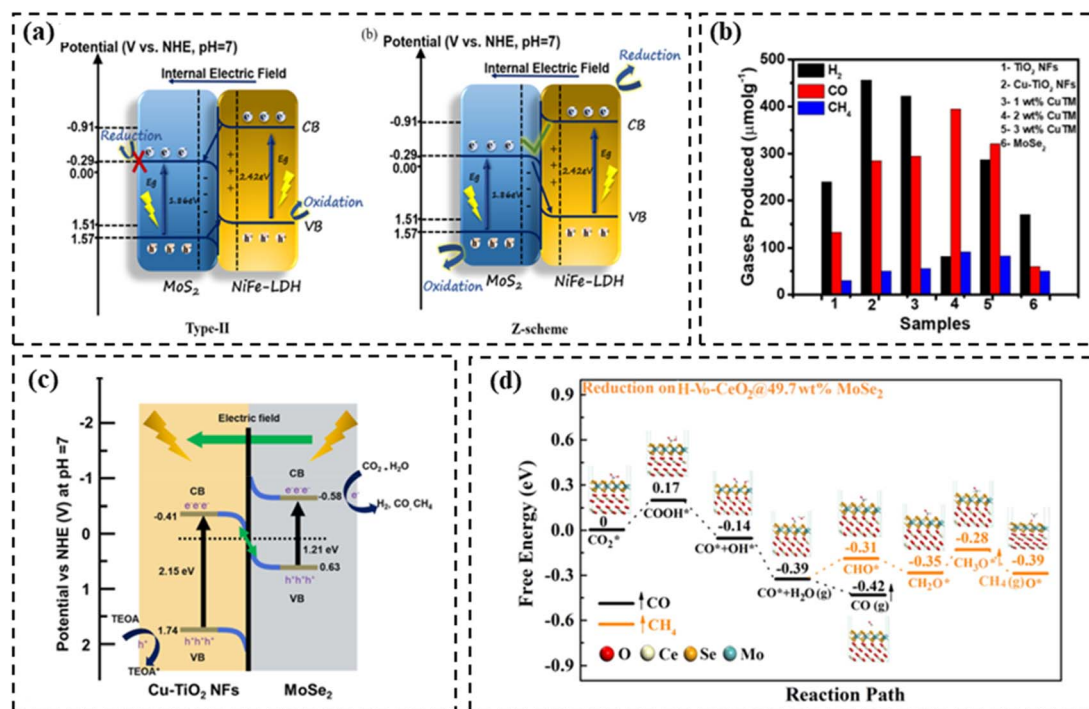 (a)
Potential (V vs. NHE, pH=7)
Internal Electric Field
-0.91
Reduction
-0.29
0.00
1.51
1.57
CB
e⁻ e⁻ e⁻
e⁻ e⁻ e⁻
Eg
1.86eV
2.42eV
Oxidation
VB
h⁺ h⁺ h⁺
h⁺ h⁺ h⁺
MoS₂
NiFe-LDH
Type-II
(b)
Potential (V vs. NHE, pH=7)
Reduction
Internal Electric Field
-0.91
-0.29
0.00
1.51
1.57
CB
e⁻ e⁻ e⁻
e⁻ e⁻ e⁻
Eg
1.86eV
2.42eV
VB
h⁺ h⁺ h⁺
h⁺ h⁺ h⁺
Oxidation
MoS₂
NiFe-LDH
Z-scheme
(b)
Gases Produced (μmolg⁻¹)
500
400
300
200
100
0
H₂
CO
CH₄
1- TiO₂ NFs
2- Cu-TiO₂ NFs
3- 1 wt% CuTM
4- 2 wt% CuTM
5- 3 wt% CuTM
6- MoSe₂
1 2 3 4 5 6
Samples
(c)
Potential vs NHE (V) at pH =7
-2
-1
0
1
2
Electric field
CB
e⁻e⁻e⁻
-0.41
2.15 eV
1.74
h⁺h⁺h⁺
VB
TEOA
h⁺
TEOA⁺
CB
e⁻e⁻e⁻
-0.58
CO₂ + H₂O
e⁻
H₂, CO CH₄
1.21 eV
0.63
h⁺h⁺h⁺
VB
Cu-TiO₂ NFs
MoSe₂
(d)
Reduction on H-Vo-CeO₂@49.7 wt% MoSe₂
Free Energy (eV)
0.9
0.6
0.3
0.0
-0.3
-0.6
-0.9
0
CO₂*
0.17
COOH*
-0.14
CO*+OH*
-0.39
CO*+H₂O(g)
-0.42
CO (g)
-0.31
CHO*
-0.35
CH₂O*
-0.28
CH₃O*
-0.39
CH₄(g) O*
CO
CH₄
O Ce Se Mo
Reaction Path